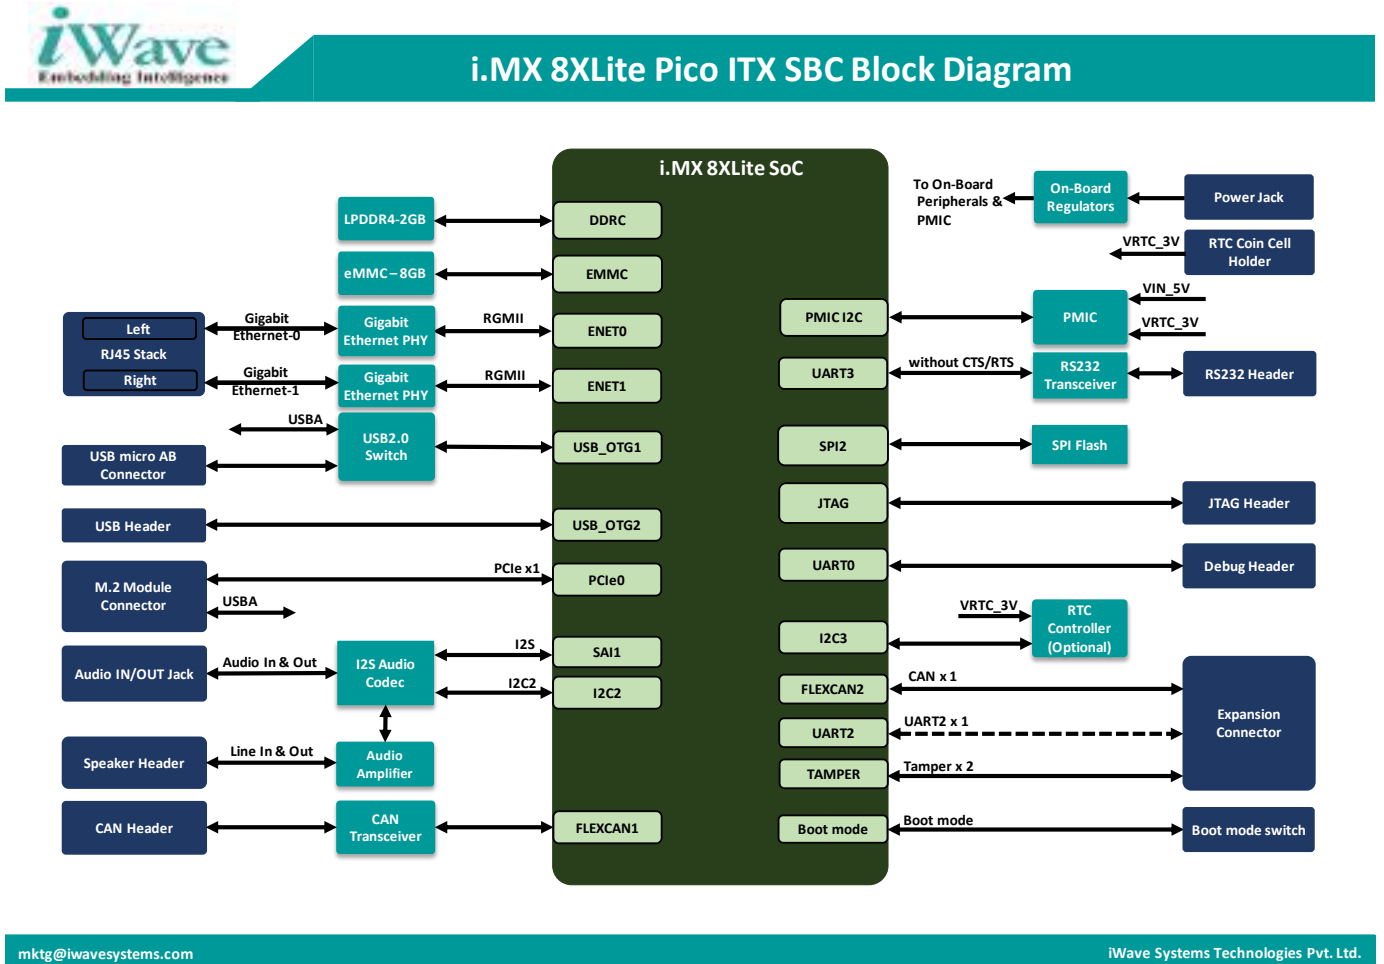 iWave
Embedding Intelligence
i.MX 8XLite Pico ITX SBC Block Diagram
i.MX 8XLite SoC
LPDDR4-2GB
DDRC
eMMC – 8GB
EMMC
Left
RJ45 Stack
Right
Gigabit
Ethernet-0
Gigabit
Ethernet PHY
RGMII
ENET0
Gigabit
Ethernet-1
Gigabit
Ethernet PHY
RGMII
ENET1
USBA
USB2.0
Switch
USB_OTG1
USB micro AB
Connector
USB Header
USB_OTG2
M.2 Module
Connector
PCIe x1
PCIe0
USBA
Audio IN/OUT Jack
Audio In & Out
I2S Audio
Codec
I2S
SAI1
I2C2
I2C2
Speaker Header
Line In & Out
Audio
Amplifier
CAN Header
CAN
Transceiver
FLEXCAN1
To On-Board
Peripherals &
PMIC
On-Board
Regulators
Power Jack
VRTC_3V
RTC Coin Cell
Holder
PMIC I2C
PMIC
VIN_5V
VRTC_3V
UART3
without CTS/RTS
RS232
Transceiver
RS232 Header
SPI2
SPI Flash
JTAG
JTAG Header
UART0
Debug Header
I2C3
VRTC_3V
RTC
Controller
(Optional)
FLEXCAN2
CAN x 1
UART2
UART2 x 1
TAMPER
Tamper x 2
Expansion
Connector
Boot mode
Boot mode
Boot mode switch
mktg@iwavesystems.com
iWave Systems Technologies Pvt. Ltd.